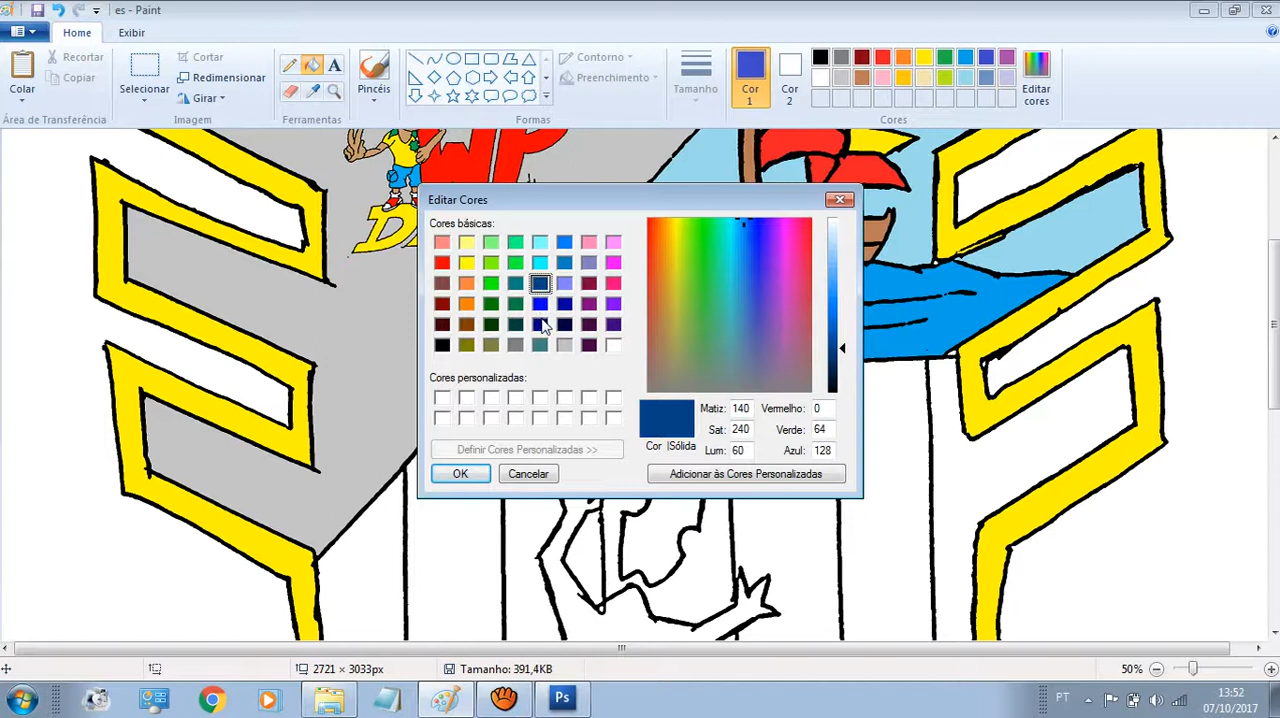 es - Paint
Home
Exibir
Colar
Recortar
Copiar
Área de Transferência
Selecionar
Cortar
Redimensionar
Girar
Imagem
A
Ferramentas
Pincéis
Contorno
Preenchimento
Formas
Tamanho
Cor
1
Cor
2
Editar
cores
Cores
Editar Cores
Cores básicas:
Cores personalizadas:
Definir Cores Personalizadas >>
OK
Cancelar
Cor |Sólida
Matiz: 140
Sat: 240
Lum: 60
Vermelho: 0
Verde: 64
Azul: 128
Adicionar às Cores Personalizadas
2721 × 3033px
Tamanho: 391,4KB
50%
Ps
PT
13:52
07/10/2017